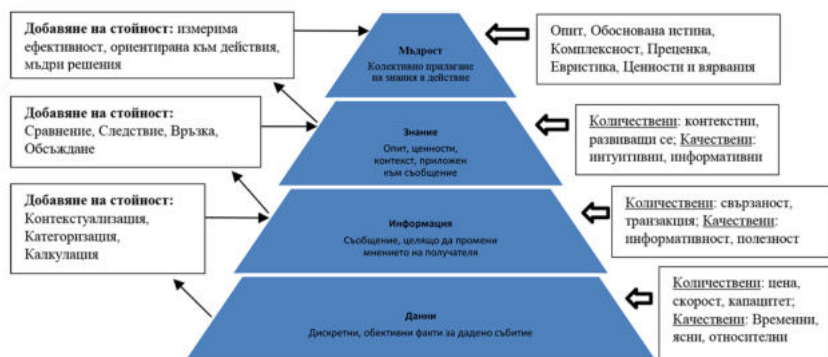 Добавяне на стойност: измерима
ефективност, ориентирана към действия,
мъдри решения
Мъдрост
Колективно прилагане
на знания в действие
Опит, Обоснована истина,
Комплексност, Преценка,
Евристика, Ценности и вярвания
Добавяне на стойност:
Сравнение, Следствие, Връзка,
Обсъждане
Знание
Опит, ценности,
контекст, приложен
към съобщение
Количествени: контекстни,
развиващи се; Качествени:
интуитивни, информативни
Добавяне на стойност:
Контекстуализация,
Категоризация,
Калкулация
Информация
Съобщение, целящо да промени
мнението на получателя
Количествени: свързаност,
транзакция; Качествени:
информативност, полезност
Данни
Дискретни, обективни факти за дадено събитие
Количествени: цена,
скорост, капацитет;
Качествени: Временни,
ясни, относителни